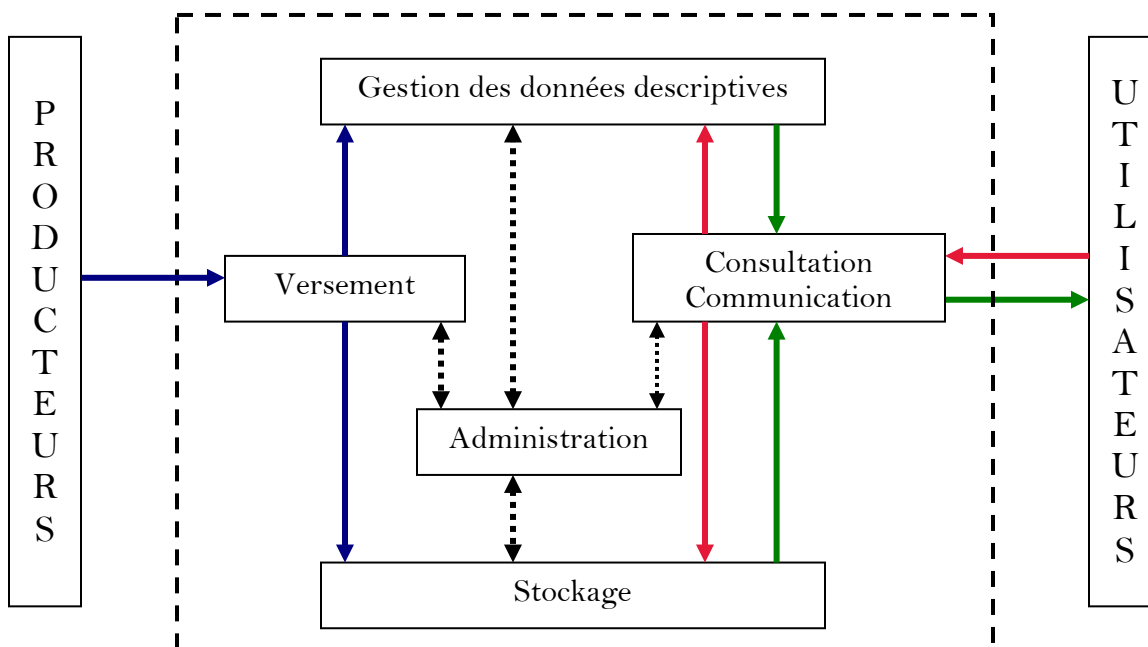 PRODUCTEURS
Gestion des données descriptives
Versement
Consultation
Communication
Administration
Stockage
UTILISATEURS